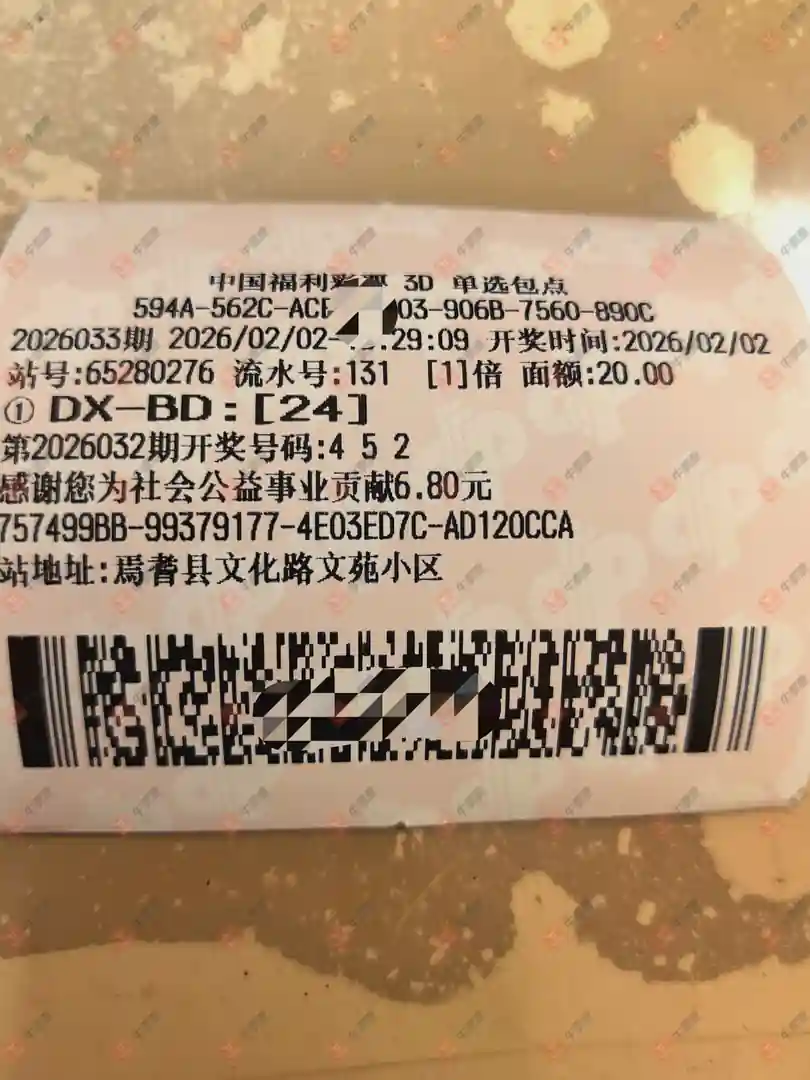 中国福利彩票 3D 单选包点
594A-562C-ACE 03-906B-7560-890C
2026033期 2026/02/02- :29:09 开奖时间:2026/02/02
站号:65280276 流水号:131 [1]倍 面额:20.00
① DX-BD:[24]
第2026032期开奖号码:4 5 2
感谢您为社会公益事业贡献6.80元
757499BB-99379177-4E03ED7C-AD120CCA
站地址:焉耆县文化路文苑小区